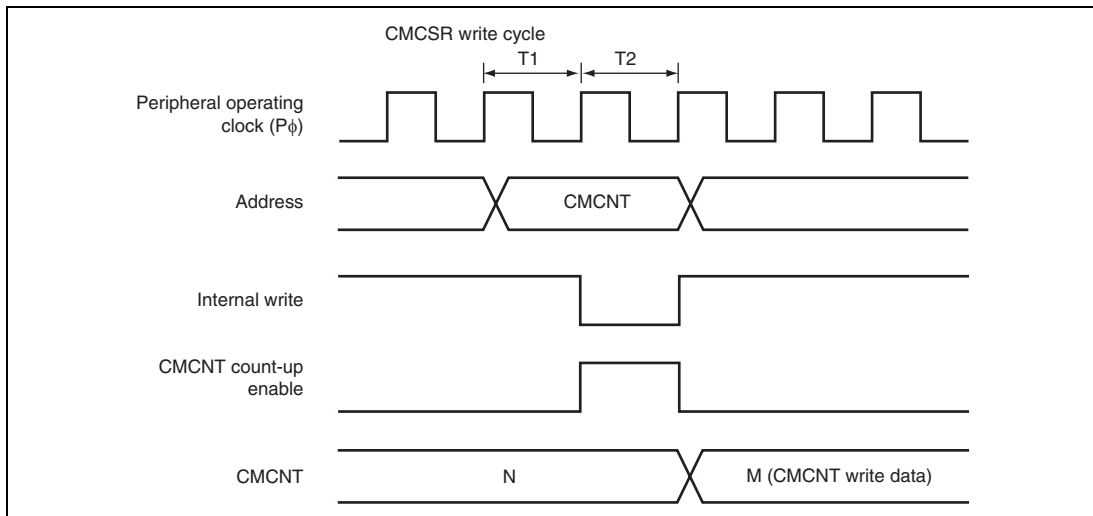 CMCSR write cycle
T1
T2
Peripheral operating
clock (Pϕ)
Address
CMCNT
Internal write
CMCNT count-up
enable
CMCNT
N
M (CMCNT write data)